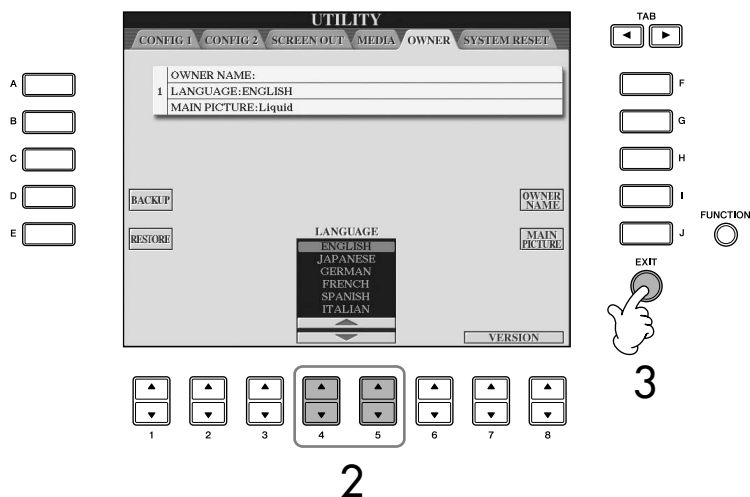 UTILITY
CONFIG 1 CONFIG 2 SCREEN OUT MEDIA OWNER SYSTEM RESET
TAB
OWNER NAME:
1 LANGUAGE:ENGLISH
MAIN PICTURE:Liquid
A
B
C
D
E
F
G
H
I
J
BACKUP
OWNER
NAME
RESTORE
MAIN
PICTURE
LANGUAGE
ENGLISH
JAPANESE
GERMAN
FRENCH
SPANISH
ITALIAN
VERSION
FUNCTION
EXIT
3
1 2 3 4 5 6 7 8
2